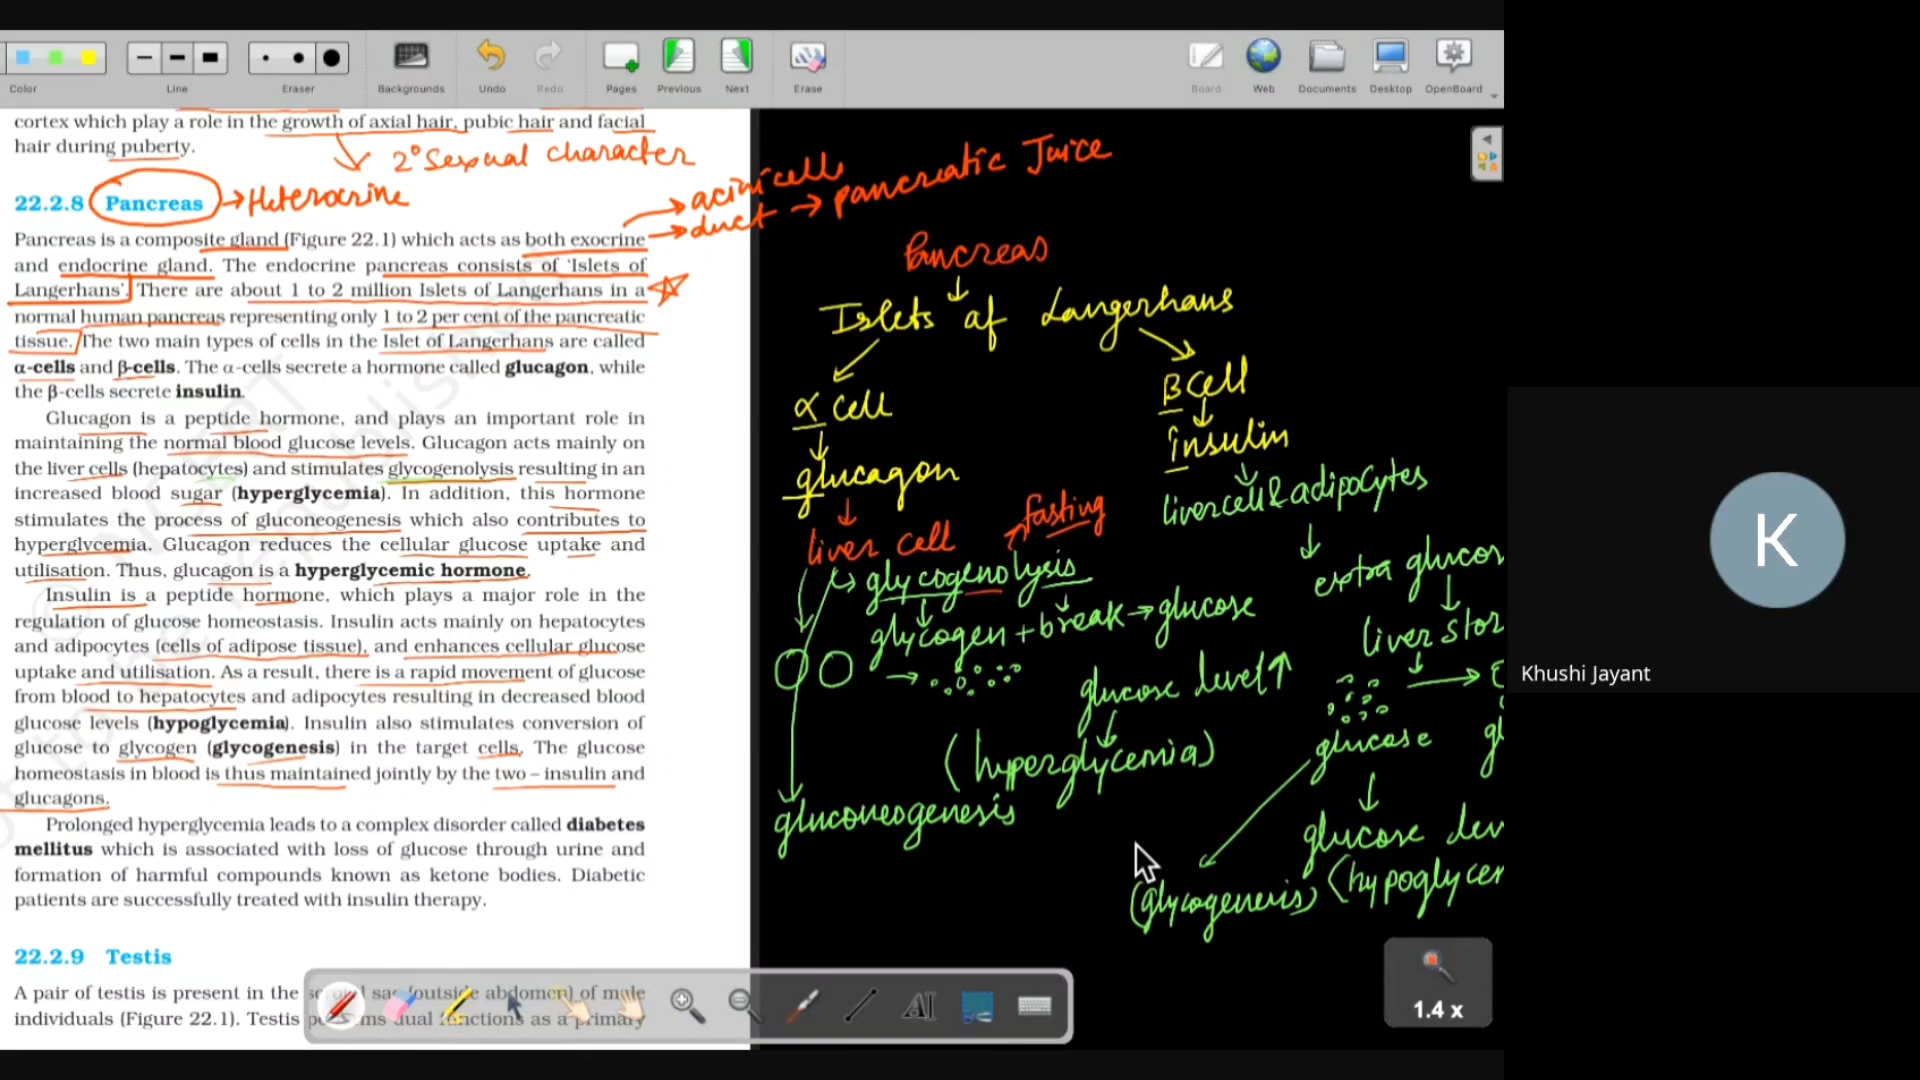 Color
Line
Eraser
Backgrounds
Undo
Redo
Pages
Previous
Next
Erase
Board
Web
Documents
Desktop
OpenBoard
cortex which play a role in the growth of axial hair, pubic hair and facial
hair during puberty.
2° Sexual character
22.2.8 Pancreas
→ Heterocrine
Pancreas is a composite gland (Figure 22.1) which acts as both exocrine
and endocrine gland. The endocrine pancreas consists of 'Islets of
Langerhans'. There are about 1 to 2 million Islets of Langerhans in a
normal human pancreas representing only 1 to 2 per cent of the pancreatic
tissue. The two main types of cells in the Islet of Langerhans are called
α-cells and β-cells. The α-cells secrete a hormone called glucagon, while
the β-cells secrete insulin.
Glucagon is a peptide hormone, and plays an important role in
maintaining the normal blood glucose levels. Glucagon acts mainly on
the liver cells (hepatocytes) and stimulates glycogenolysis resulting in an
increased blood sugar (hyperglycemia). In addition, this hormone
stimulates the process of gluconeogenesis which also contributes to
hyperglycemia. Glucagon reduces the cellular glucose uptake and
utilisation. Thus, glucagon is a hyperglycemic hormone.
Insulin is a peptide hormone, which plays a major role in the
regulation of glucose homeostasis. Insulin acts mainly on hepatocytes
and adipocytes (cells of adipose tissue), and enhances cellular glucose
uptake and utilisation. As a result, there is a rapid movement of glucose
from blood to hepatocytes and adipocytes resulting in decreased blood
glucose levels (hypoglycemia). Insulin also stimulates conversion of
glucose to glycogen (glycogenesis) in the target cells. The glucose
homeostasis in blood is thus maintained jointly by the two – insulin and
glucagons.
Prolonged hyperglycemia leads to a complex disorder called diabetes
mellitus which is associated with loss of glucose through urine and
formation of harmful compounds known as ketone bodies. Diabetic
patients are successfully treated with insulin therapy.
22.2.9 Testis
A pair of testis is present in the sac (outside abdomen) of male
individuals (Figure 22.1). Testis dual functions as a primary
→ acini cells
→ duct → pancreatic Juice
Pancreas
Islets of Langerhans
α cell
β cell
glucagon
insulin
liver cell
fasting
liver cell & adipocytes
glycogenolysis
extra glucos
glycogen + break → glucose
liver stor
glucose level ↑
glucose
(hyperglycemia)
gluconeogenesis
glucose lev
(glycogenesis)
(hypoglycem
1.4 x
K
Khushi Jayant